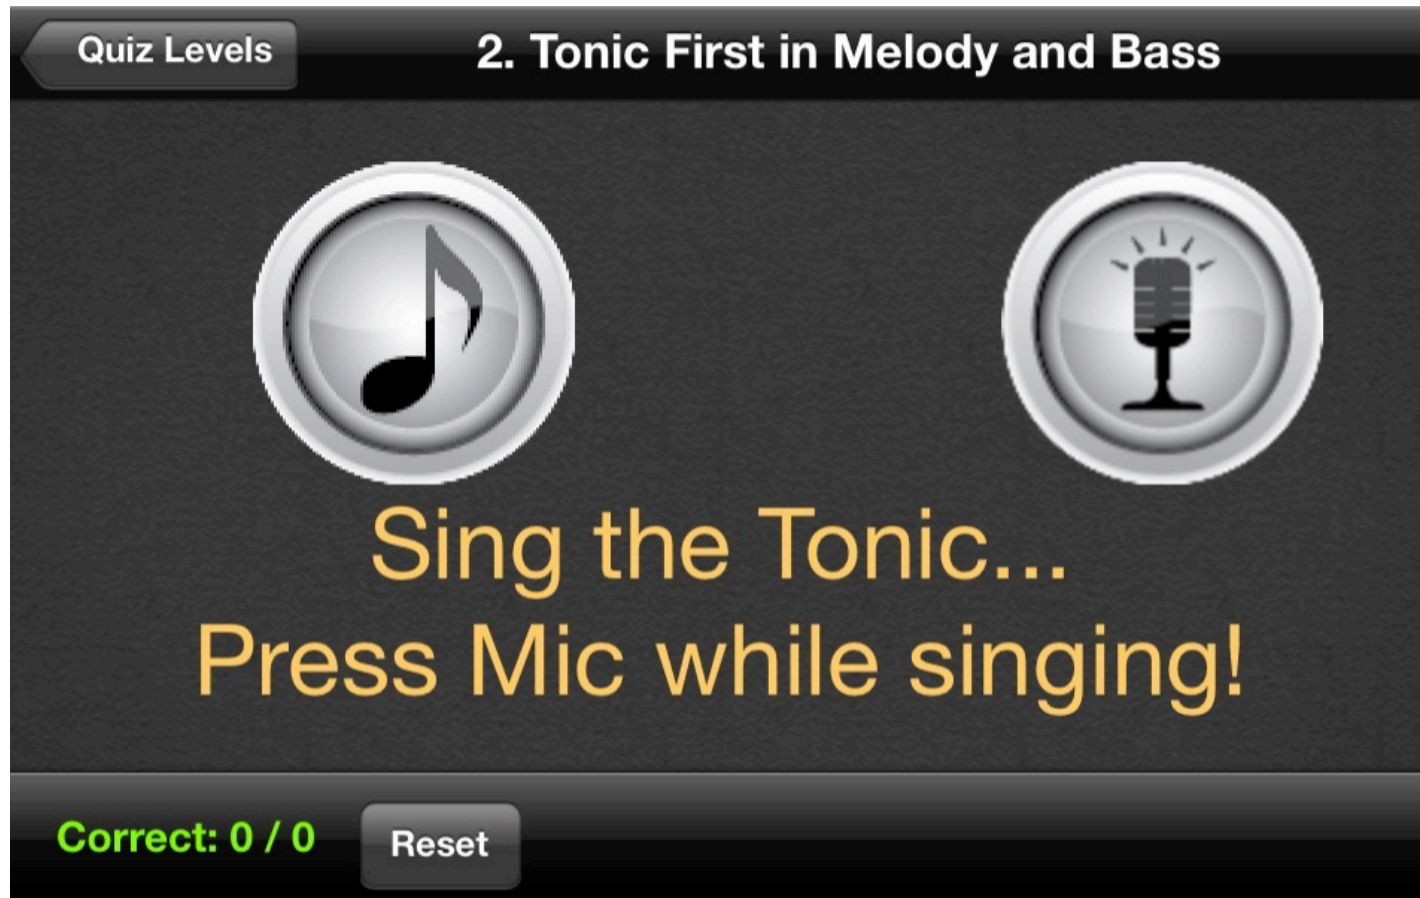 Quiz Levels
2. Tonic First in Melody and Bass
Sing the Tonic...
Press Mic while singing!
Correct: 0 / 0
Reset